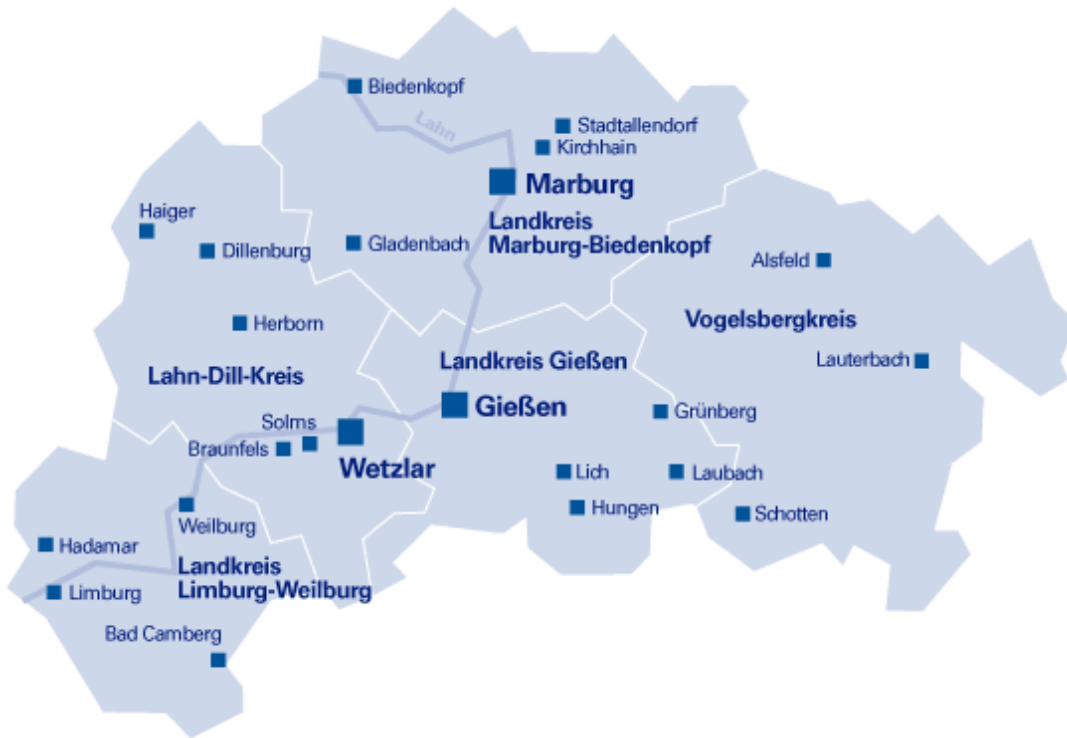 Biedenkopf
Lahn
Stadtallendorf
Kirchhain
Marburg
Landkreis
Marburg-Biedenkopf
Haiger
Dillenburg
Gladenbach
Alsfeld
Herborn
Vogelsbergkreis
Landkreis Gießen
Lauterbach
Lahn-Dill-Kreis
Gießen
Grünberg
Solms
Braunfels
Wetzlar
Lich
Laubach
Hungen
Schotten
Weilburg
Hadamar
Landkreis
Limburg-Weilburg
Limburg
Bad Camberg